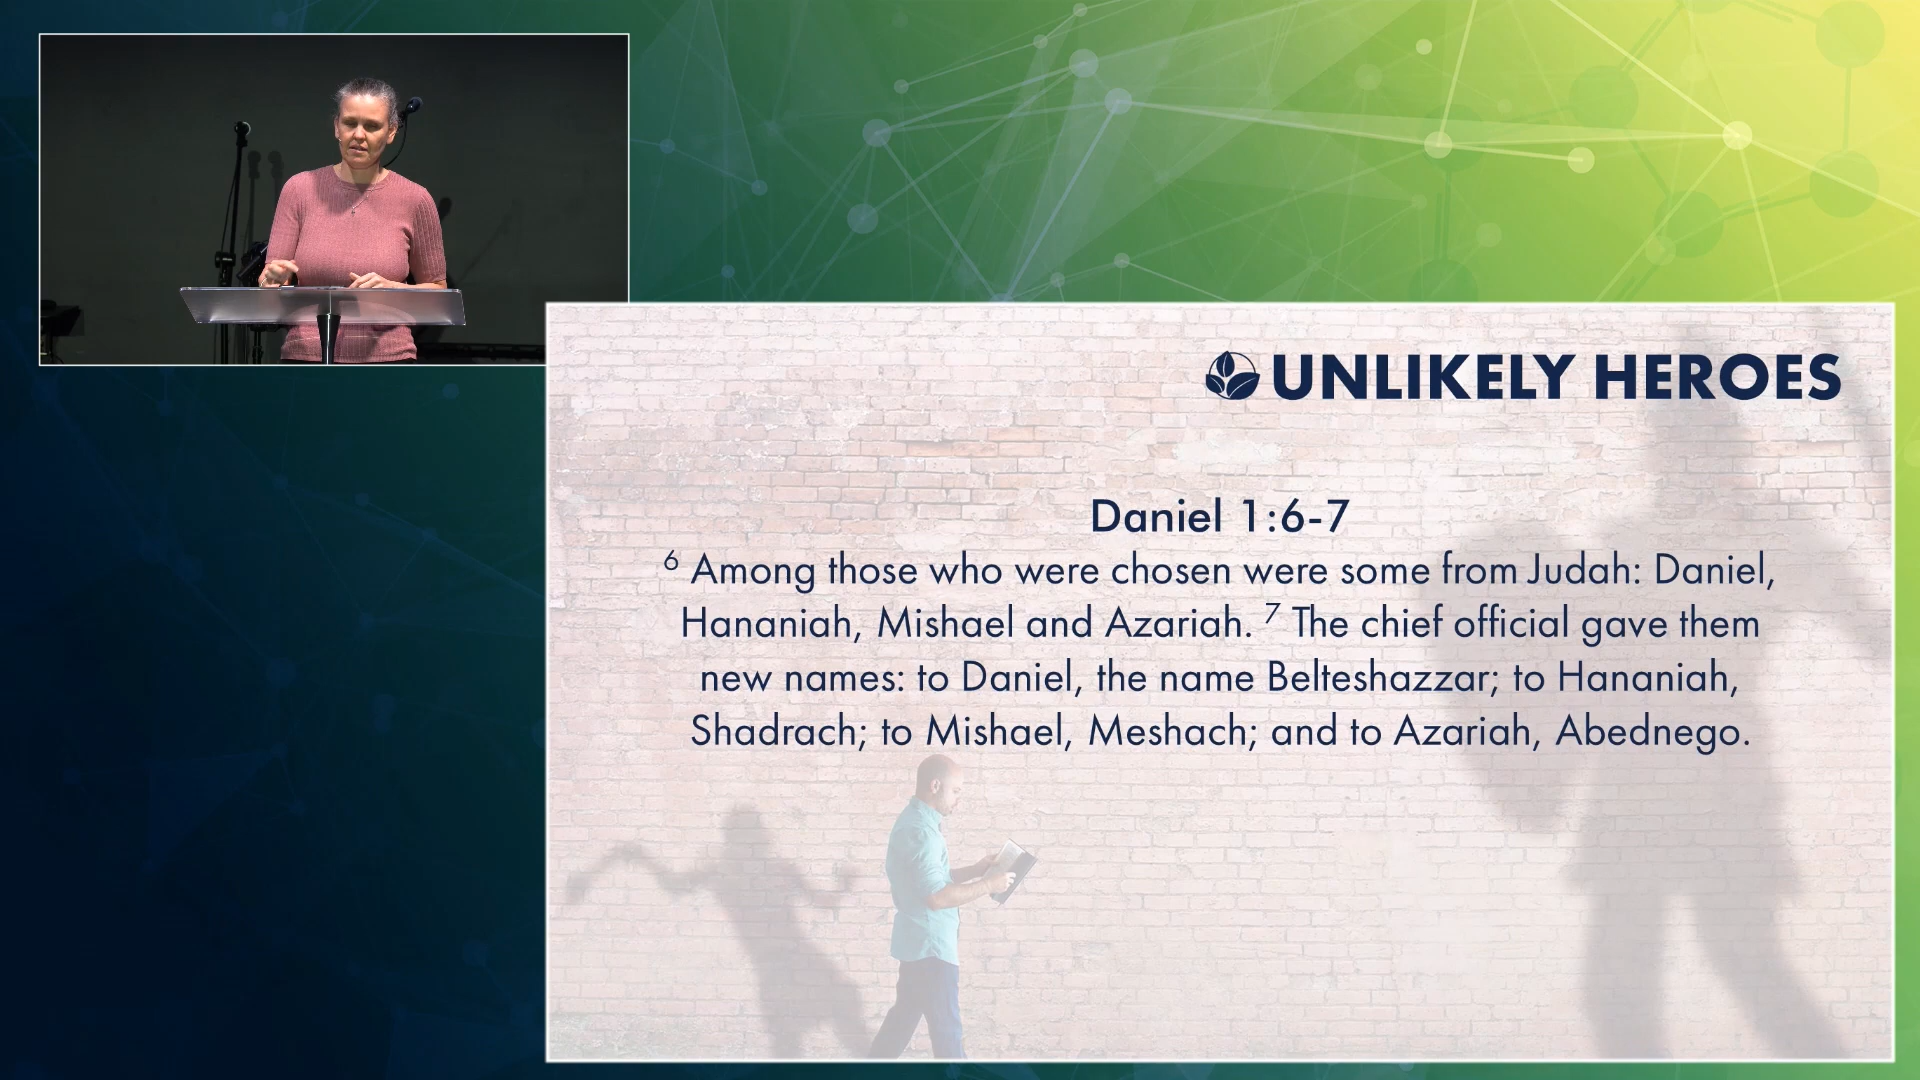 UNLIKELY HEROES
Daniel 1:6-7
⁶ Among those who were chosen were some from Judah: Daniel,
Hananiah, Mishael and Azariah. ⁷ The chief official gave them
new names: to Daniel, the name Belteshazzar; to Hananiah,
Shadrach; to Mishael, Meshach; and to Azariah, Abednego.